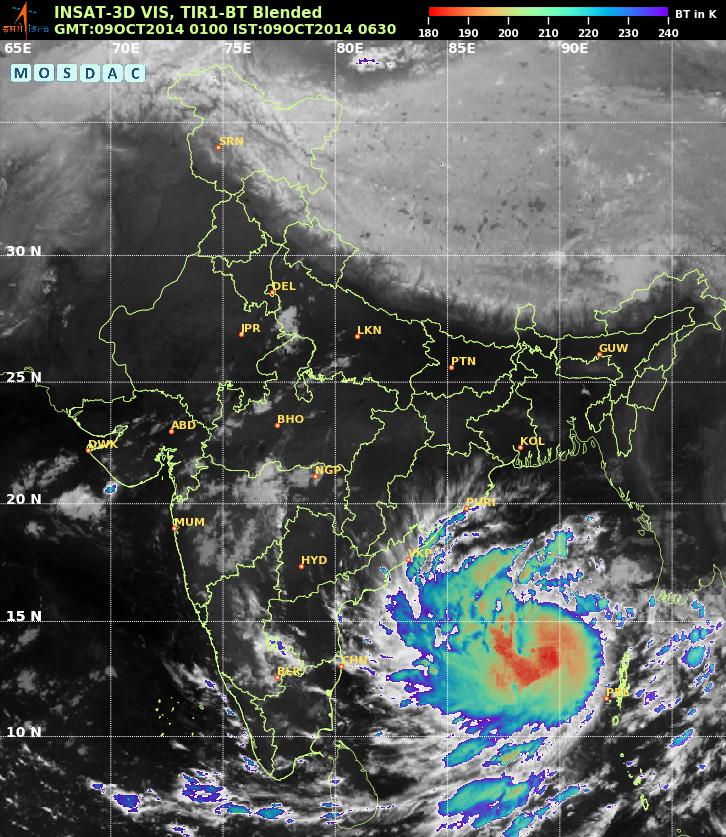 INSAT-3D VIS, TIR1-BT Blended
GMT:09OCT2014 0100 IST:09OCT2014 0630
BT in K
180 190 200 210 220 230 240
65E 70E 75E 80E 85E 90E
M O S D A C
SRN
30 N
DEL
JPR LKN
GUW
PTN
25 N
BHO
ABD
KOL
DWK
NGP
20 N
PURI
MUM
VKP
HYD
15 N
CHN
BLR
PBL
10 N